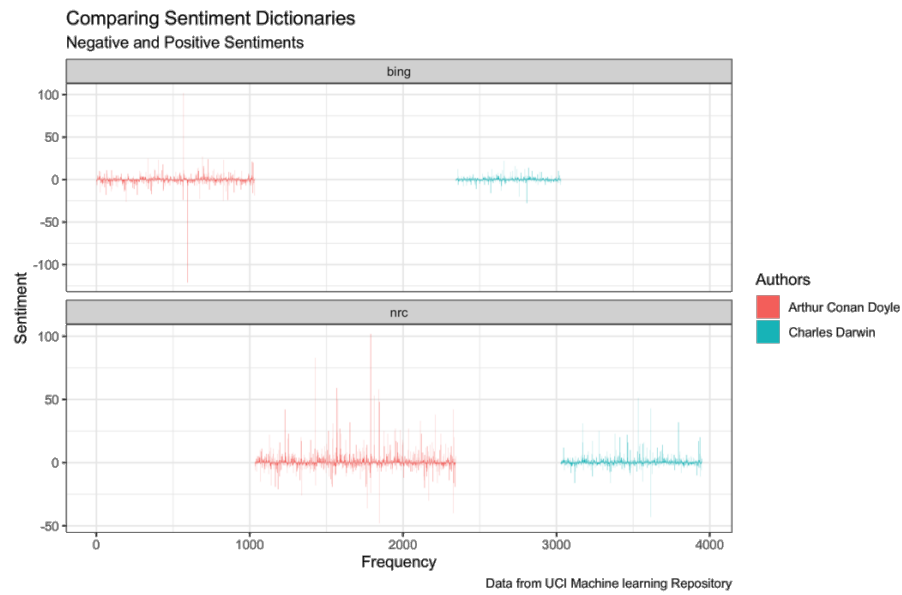 Comparing Sentiment Dictionaries
Negative and Positive Sentiments
bing
100
50
0
-50
-100
Sentiment
nrc
100
50
0
-50
0 1000 2000 3000 4000
Frequency
Data from UCI Machine learning Repository
Authors
Arthur Conan Doyle
Charles Darwin